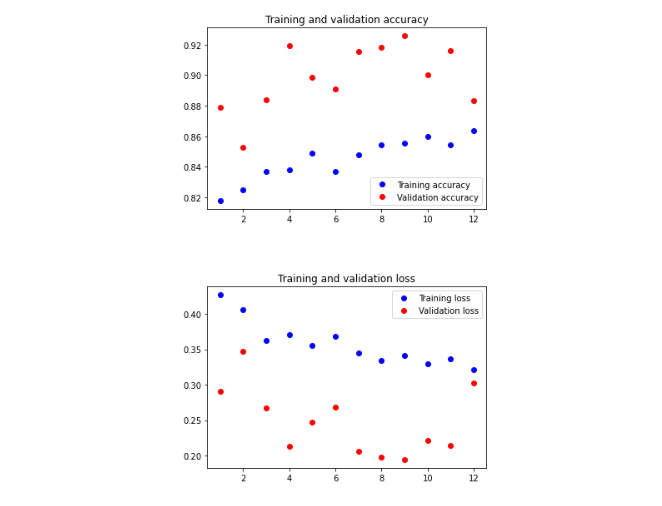 Training and validation accuracy
0.92
0.90
0.88
0.86
0.84
0.82
Training accuracy
Validation accuracy
2 4 6 8 10 12
Training and validation loss
Training loss
Validation loss
0.40
0.35
0.30
0.25
0.20
2 4 6 8 10 12